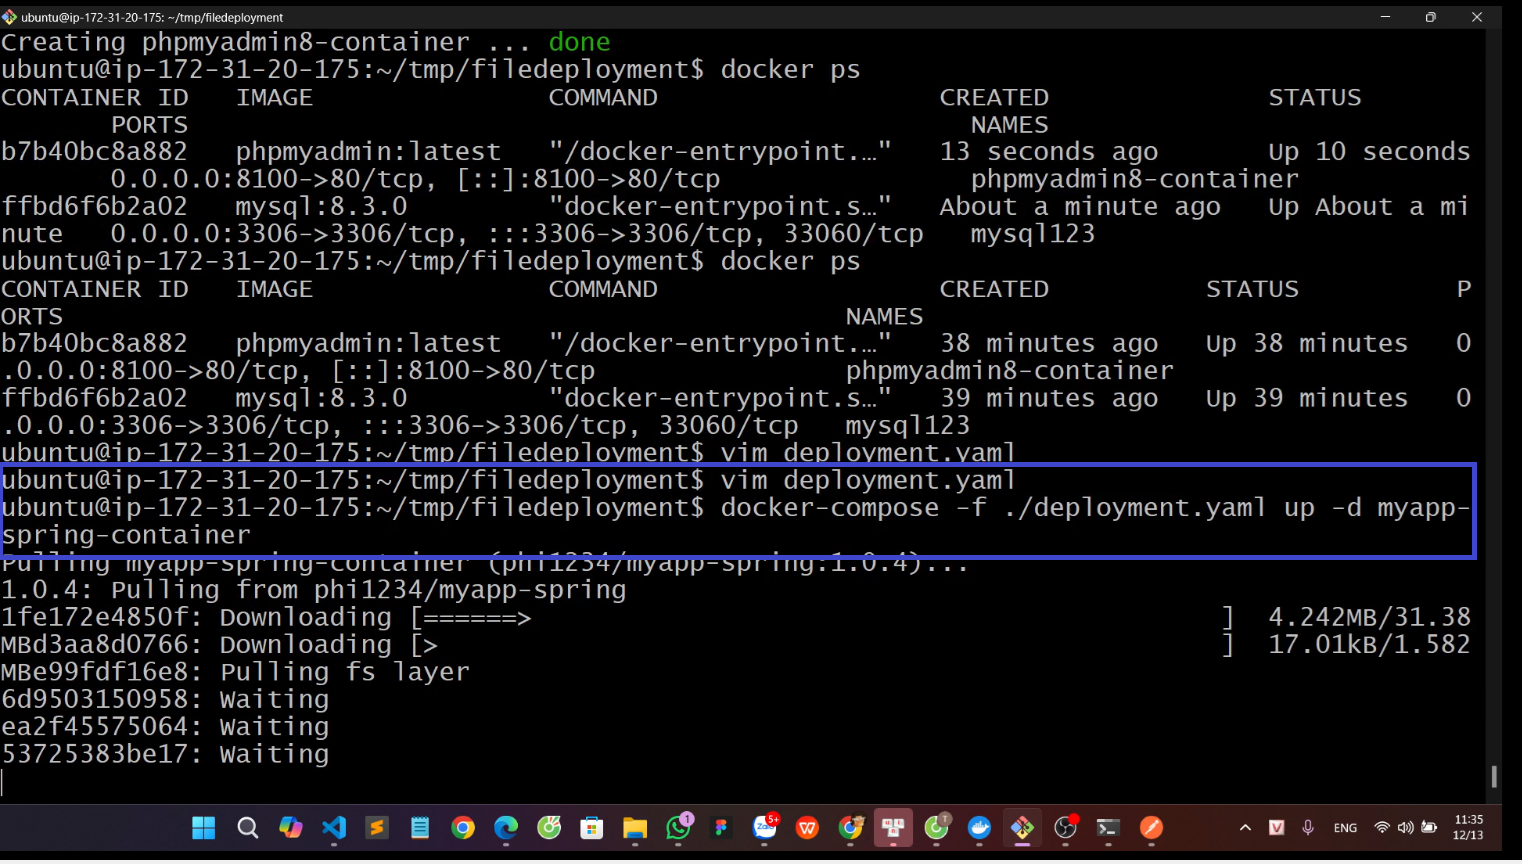 ubuntu@ip-172-31-20-175: ~/tmp/filedeployment
Creating phpmyadmin8-container ... done
ubuntu@ip-172-31-20-175:~/tmp/filedeployment$ docker ps
CONTAINER ID   IMAGE               COMMAND                  CREATED              STATUS
PORTS                                                  NAMES
b7b40bc8a882   phpmyadmin:latest   "/docker-entrypoint.…"   13 seconds ago       Up 10 seconds
0.0.0.0:8100->80/tcp, [::]:8100->80/tcp                phpmyadmin8-container
ffbd6f6b2a02   mysql:8.3.0         "docker-entrypoint.s…"   About a minute ago   Up About a mi
nute   0.0.0.0:3306->3306/tcp, :::3306->3306/tcp, 33060/tcp   mysql123
ubuntu@ip-172-31-20-175:~/tmp/filedeployment$ docker ps
CONTAINER ID   IMAGE               COMMAND                  CREATED          STATUS          P
ORTS                                                  NAMES
b7b40bc8a882   phpmyadmin:latest   "/docker-entrypoint.…"   38 minutes ago   Up 38 minutes   0
.0.0.0:8100->80/tcp, [::]:8100->80/tcp                phpmyadmin8-container
ffbd6f6b2a02   mysql:8.3.0         "docker-entrypoint.s…"   39 minutes ago   Up 39 minutes   0
.0.0.0:3306->3306/tcp, :::3306->3306/tcp, 33060/tcp   mysql123
ubuntu@ip-172-31-20-175:~/tmp/filedeployment$ vim deployment.yaml
ubuntu@ip-172-31-20-175:~/tmp/filedeployment$ vim deployment.yaml
ubuntu@ip-172-31-20-175:~/tmp/filedeployment$ docker-compose -f ./deployment.yaml up -d myapp-
spring-container
Pulling myapp-spring-container (phi1234/myapp-spring:1.0.4)...
1.0.4: Pulling from phi1234/myapp-spring
1fe172e4850f: Downloading [======>                                            ]  4.242MB/31.38
MBd3aa8d0766: Downloading [>                                                  ]  17.01kB/1.582
MBe99fdf16e8: Pulling fs layer
6d9503150958: Waiting
ea2f45575064: Waiting
53725383be17: Waiting
1
5+
Zalo
T
V
ENG
11:35
12/13